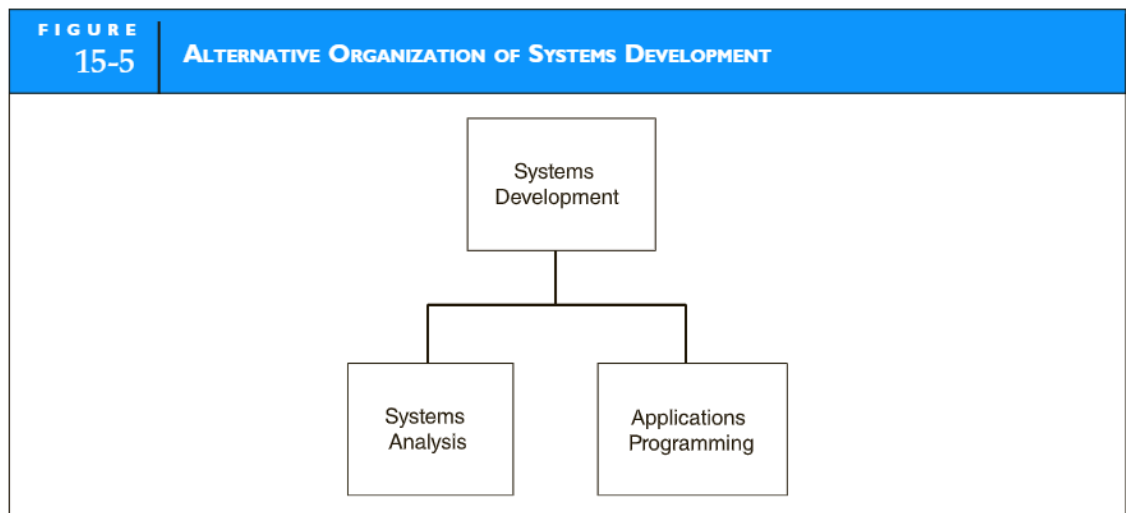 FIGURE
15-5
ALTERNATIVE ORGANIZATION OF SYSTEMS DEVELOPMENT
Systems
Development
Systems
Analysis
Applications
Programming